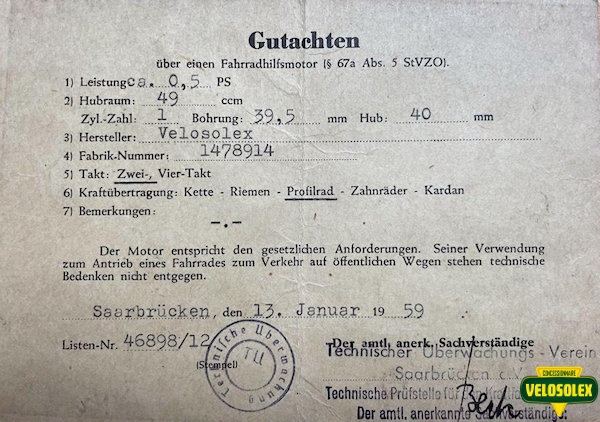 Gutachten
über einen Fahrradhilfsmotor (§ 67a Abs. 5 StVZO).
1) Leistung ca. 0,5 PS
2) Hubraum: 49 ccm
Zyl.-Zahl: 1 Bohrung: 39,5 mm Hub: 40 mm
3) Hersteller: Velosolex
4) Fabrik-Nummer: 1478914
5) Takt: Zwei-, Vier-Takt
6) Kraftübertragung: Kette - Riemen - Profilrad - Zahnräder - Kardan
7) Bemerkungen:
-.-
Der Motor entspricht den gesetzlichen Anforderungen. Seiner Verwendung
zum Antrieb eines Fahrrades zum Verkehr auf öffentlichen Wegen stehen technische
Bedenken nicht entgegen.
Saarbrücken, den 13. Januar 19 59
Listen-Nr. 46898/12
(Stempel)
Technische Überwachung
TÜ
Der amtl. anerk. Sachverständige
Technischer Überwachungs-Verein
Saarbrücken e.V.
Technische Prüfstelle für den
Der amtl. anerkannte Sachverständige:
CONCESSIONNAIRE
VELOSOLEX